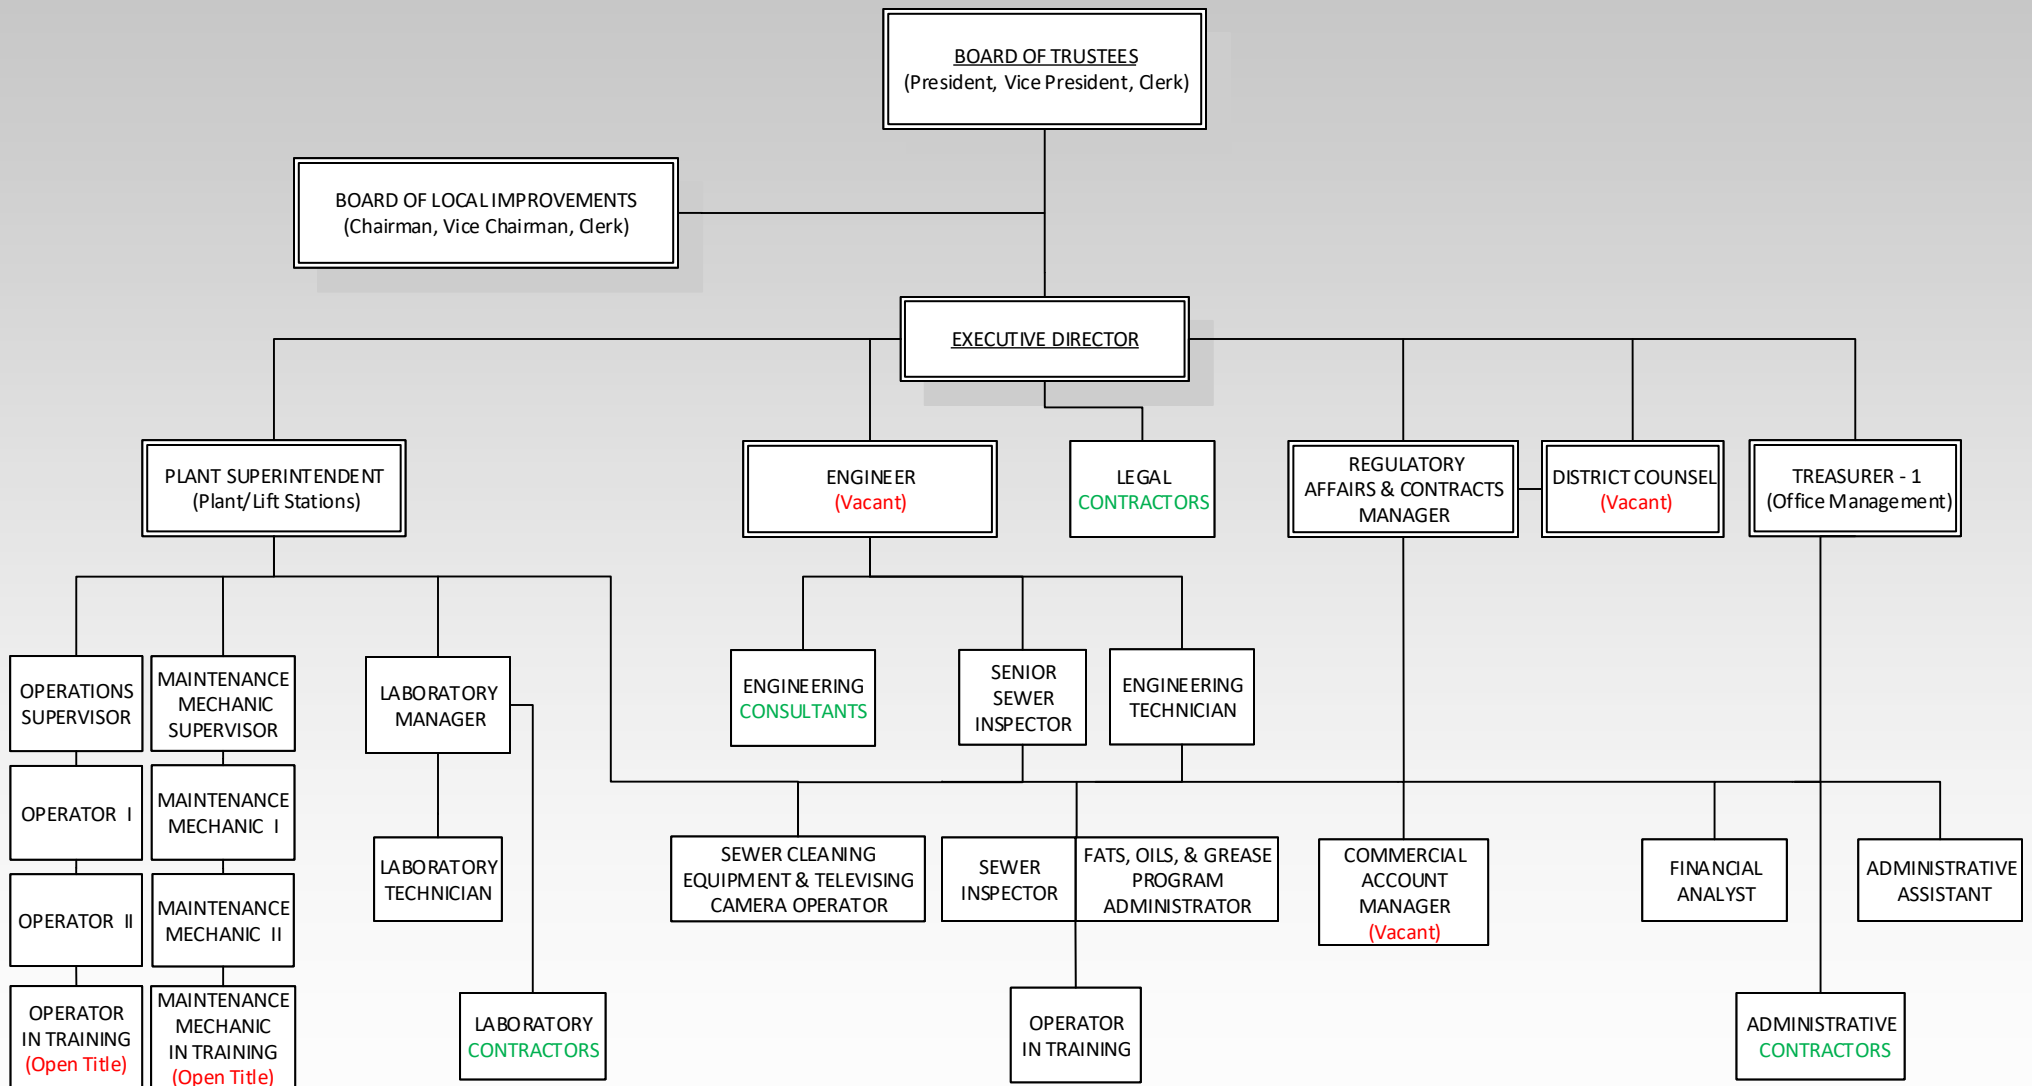 BOARD OF TRUSTEES
(President, Vice President, Clerk)
BOARD OF LOCAL IMPROVEMENTS
(Chairman, Vice Chairman, Clerk)
EXECUTIVE DIRECTOR
PLANT SUPERINTENDENT
(Plant/Lift Stations)
ENGINEER
(Vacant)
LEGAL
CONTRACTORS
REGULATORY
AFFAIRS & CONTRACTS
MANAGER
DISTRICT COUNSEL
(Vacant)
TREASURER - 1
(Office Management)
OPERATIONS
SUPERVISOR
MAINTENANCE
MECHANIC
SUPERVISOR
LABORATORY
MANAGER
ENGINEERING
CONSULTANTS
SENIOR
SEWER
INSPECTOR
ENGINEERING
TECHNICIAN
OPERATOR I
MAINTENANCE
MECHANIC I
LABORATORY
TECHNICIAN
SEWER CLEANING
EQUIPMENT & TELEVISING
CAMERA OPERATOR
SEWER
INSPECTOR
FATS, OILS, & GREASE
PROGRAM
ADMINISTRATOR
COMMERCIAL
ACCOUNT
MANAGER
(Vacant)
FINANCIAL
ANALYST
ADMINISTRATIVE
ASSISTANT
OPERATOR II
MAINTENANCE
MECHANIC II
OPERATOR
IN TRAINING
(Open Title)
MAINTENANCE
MECHANIC
IN TRAINING
(Open Title)
LABORATORY
CONTRACTORS
OPERATOR
IN TRAINING
ADMINISTRATIVE
CONTRACTORS